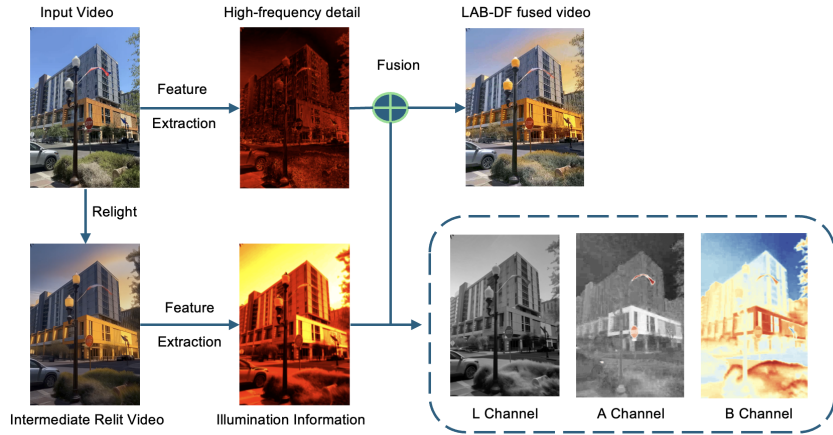 Input Video
High-frequency detail
LAB-DF fused video
Feature
Extraction
Fusion
Relight
Feature
Extraction
Intermediate Relit Video
Illumination Information
L Channel
A Channel
B Channel